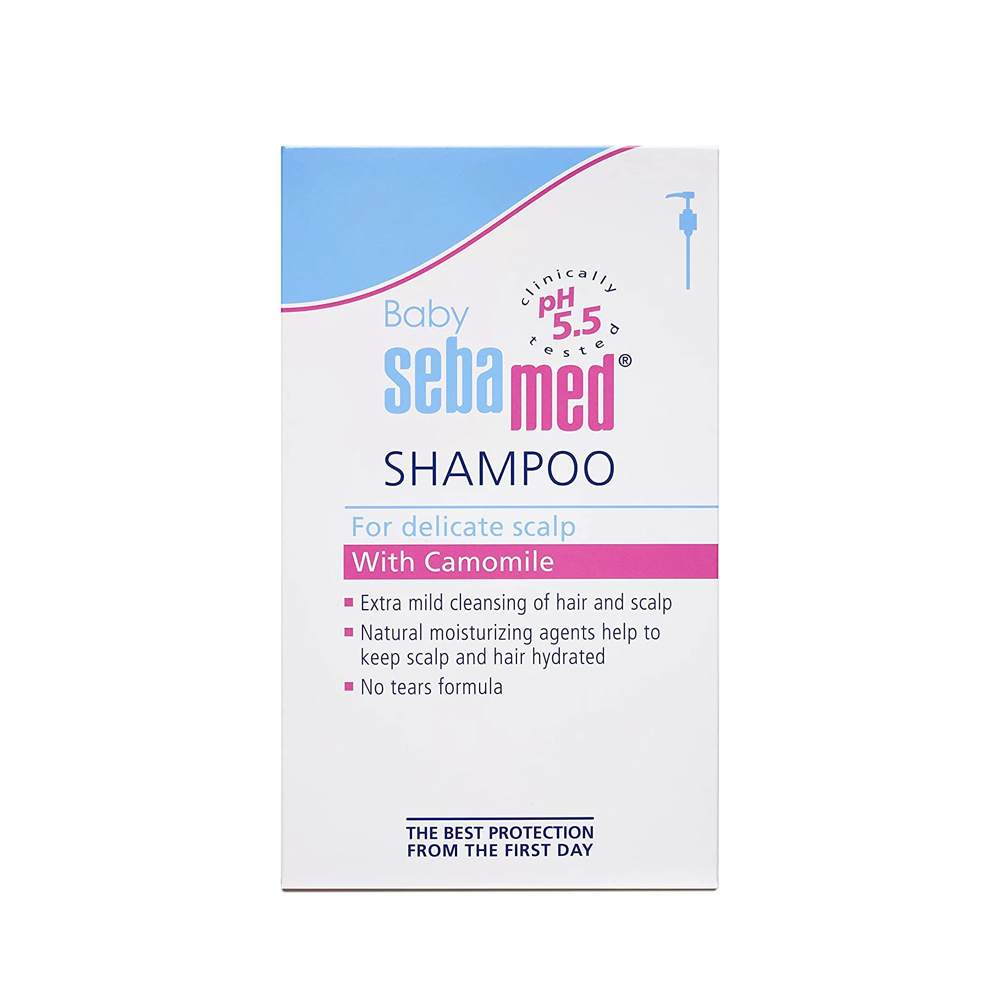 Baby
clinically
pH
5.5
tested
sebamed®
SHAMPOO
For delicate scalp
With Camomile
Extra mild cleansing of hair and scalp
Natural moisturizing agents help to
keep scalp and hair hydrated
No tears formula
THE BEST PROTECTION
FROM THE FIRST DAY